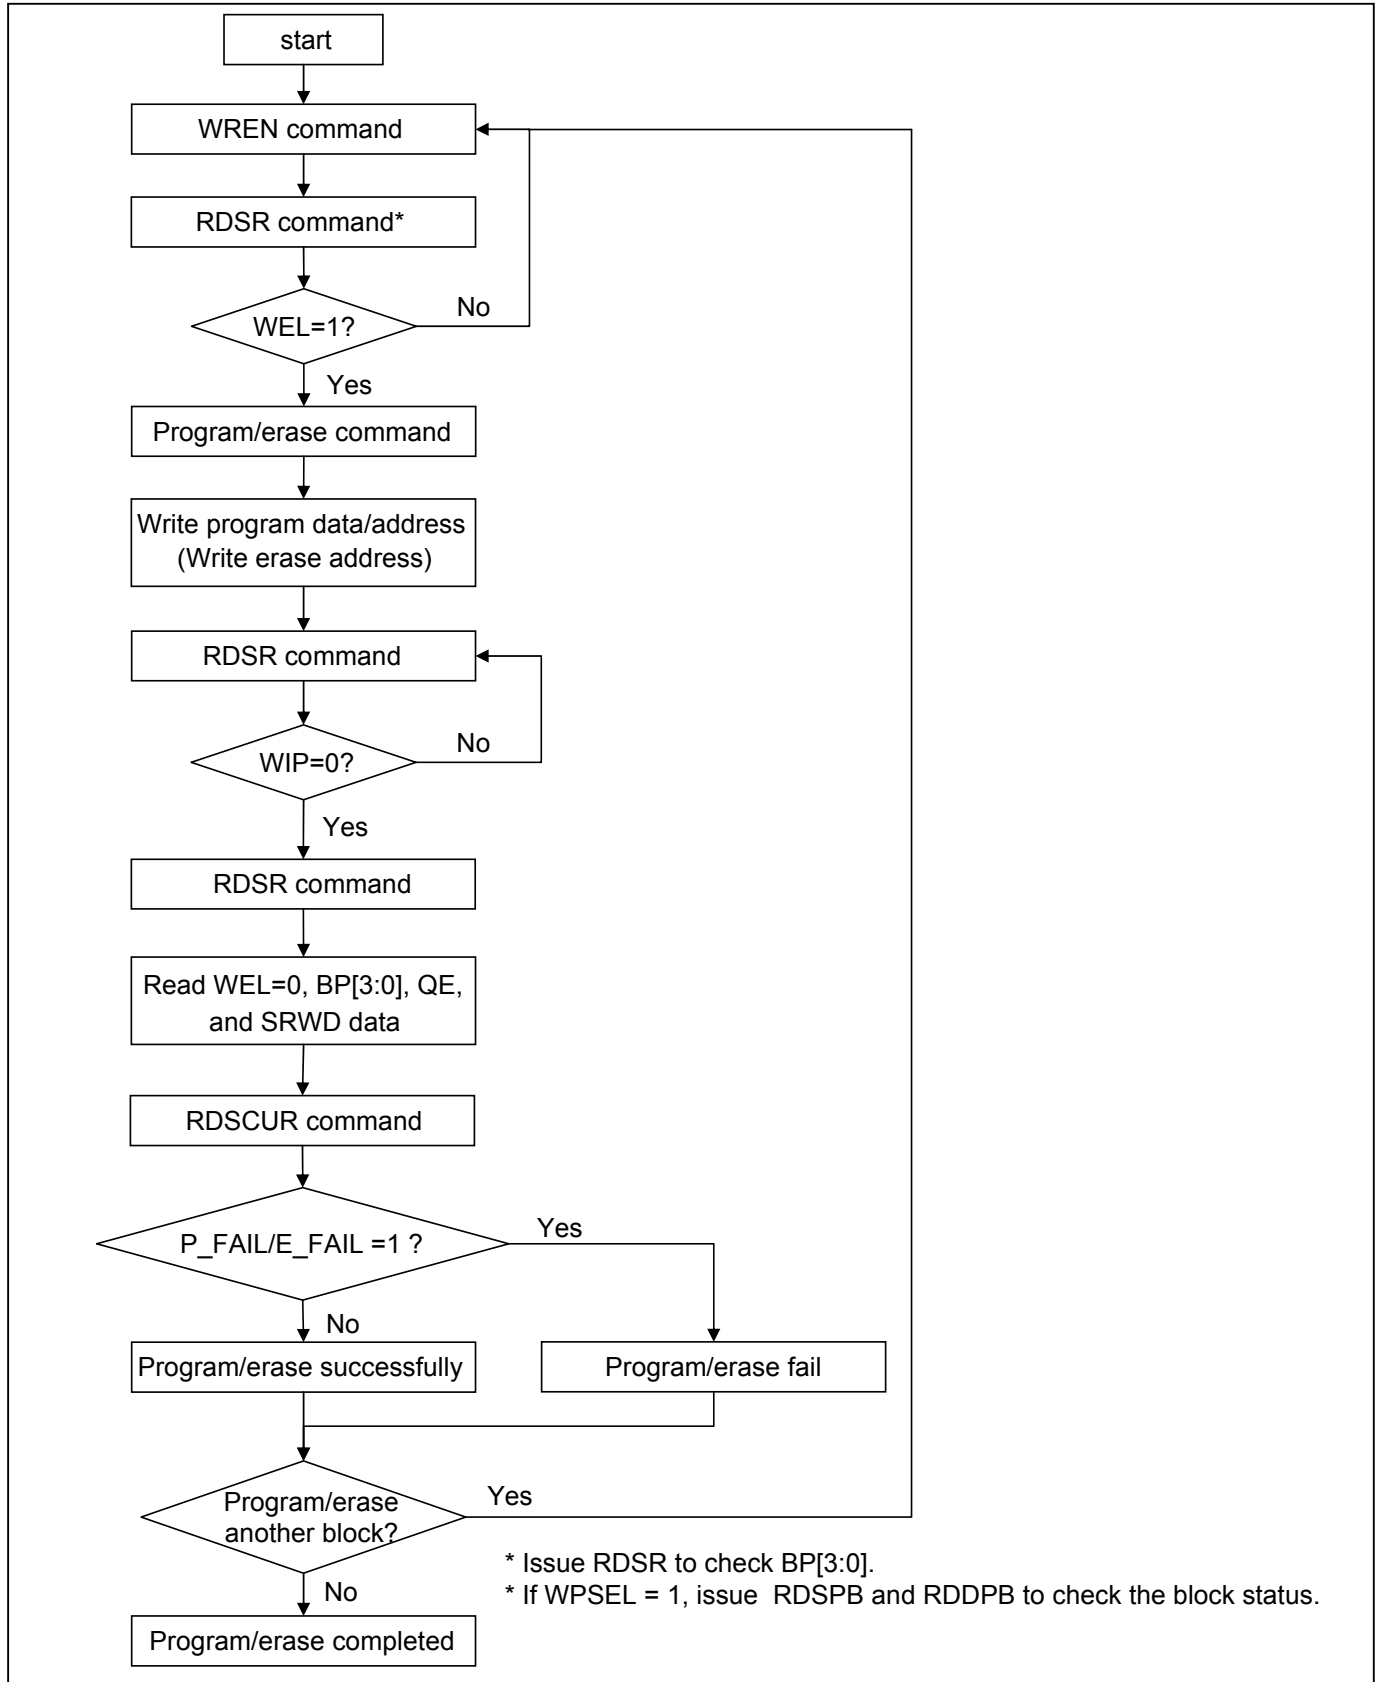 start
WREN command
RDSR command*
WEL=1?
No
Yes
Program/erase command
Write program data/address
(Write erase address)
RDSR command
WIP=0?
No
Yes
RDSR command
Read WEL=0, BP[3:0], QE,
and SRWD data
RDSCUR command
P_FAIL/E_FAIL =1 ?
Yes
No
Program/erase successfully
Program/erase fail
Program/erase
another block?
Yes
No
* Issue RDSR to check BP[3:0].
* If WPSEL = 1, issue  RDSPB and RDDPB to check the block status.
Program/erase completed